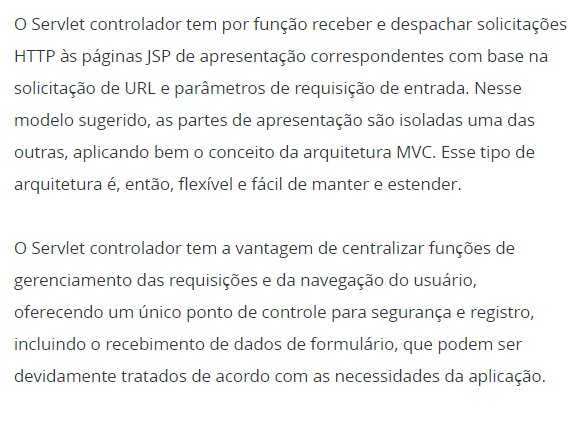 O Servlet controlador tem por função receber e despachar solicitações
HTTP às páginas JSP de apresentação correspondentes com base na
solicitação de URL e parâmetros de requisição de entrada. Nesse
modelo sugerido, as partes de apresentação são isoladas uma das
outras, aplicando bem o conceito da arquitetura MVC. Esse tipo de
arquitetura é, então, flexível e fácil de manter e estender.
O Servlet controlador tem a vantagem de centralizar funções de
gerenciamento das requisições e da navegação do usuário,
oferecendo um único ponto de controle para segurança e registro,
incluindo o recebimento de dados de formulário, que podem ser
devidamente tratados de acordo com as necessidades da aplicação.